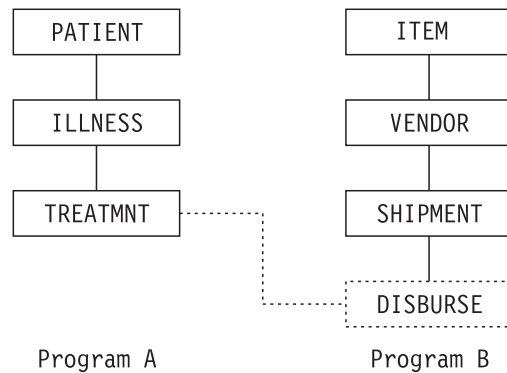 PATIENT
ILLNESS
TREATMNT
Program A
ITEM
VENDOR
SHIPMENT
DISBURSE
Program B